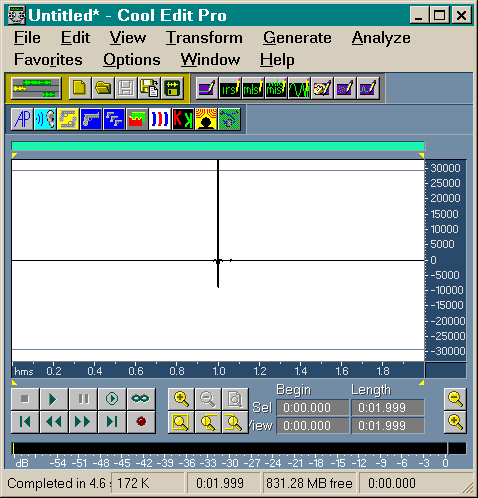 Untitled* - Cool Edit Pro
File Edit View Transform Generate Analyze
Favorites Options Window Help
irs mls mis
AP KK
30000
25000
20000
15000
10000
5000
0
-5000
-10000
-15000
-20000
-25000
-30000
hms 0.2 0.4 0.6 0.8 1.0 1.2 1.4 1.6 1.8
Begin Length
Sel 0:00.000 0:01.999
View 0:00.000 0:01.999
dB -54 -51 -48 -45 -42 -39 -36 -33 -30 -27 -24 -21 -18 -15 -12 -9 -6 -3 0
Completed in 4.6 s 172 K 0:01.999 831.28 MB free 0:00.000